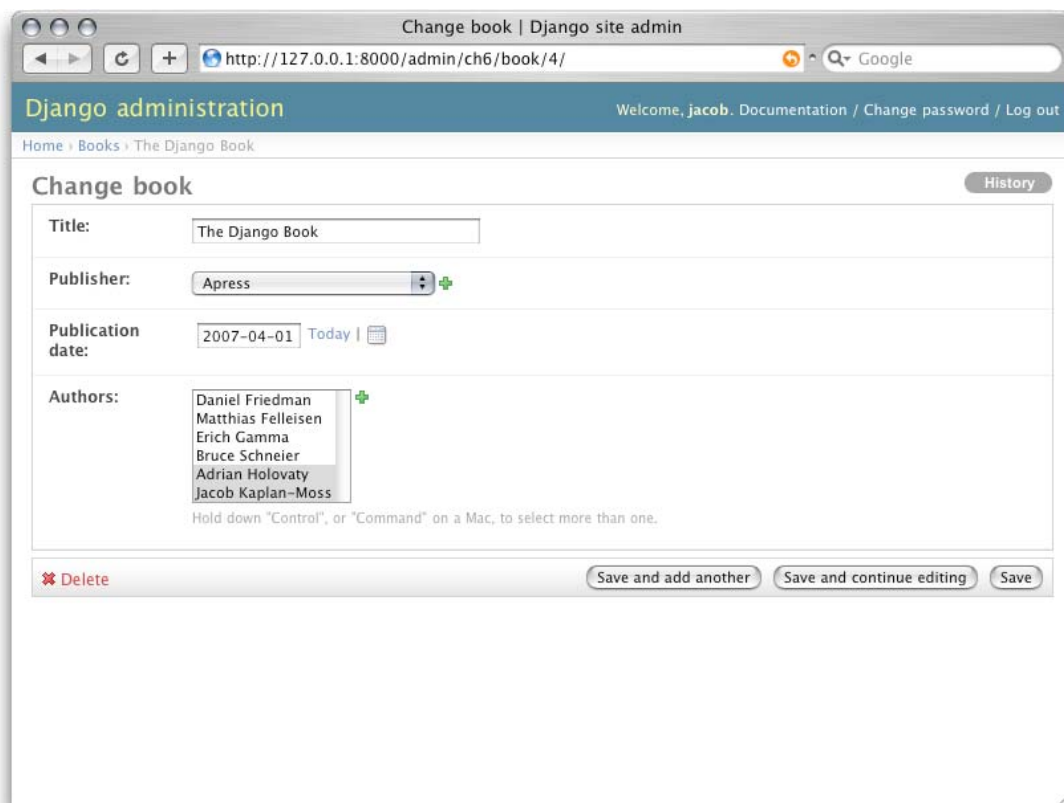 Change book | Django site admin
http://127.0.0.1:8000/admin/ch6/book/4/
Google
Django administration
Welcome, jacob. Documentation / Change password / Log out
Home › Books › The Django Book
Change book
History
Title:
The Django Book
Publisher:
Apress
Publication
date:
2007-04-01
Today |
Authors:
Daniel Friedman
Matthias Felleisen
Erich Gamma
Bruce Schneier
Adrian Holovaty
Jacob Kaplan-Moss
Hold down "Control", or "Command" on a Mac, to select more than one.
Delete
Save and add another
Save and continue editing
Save